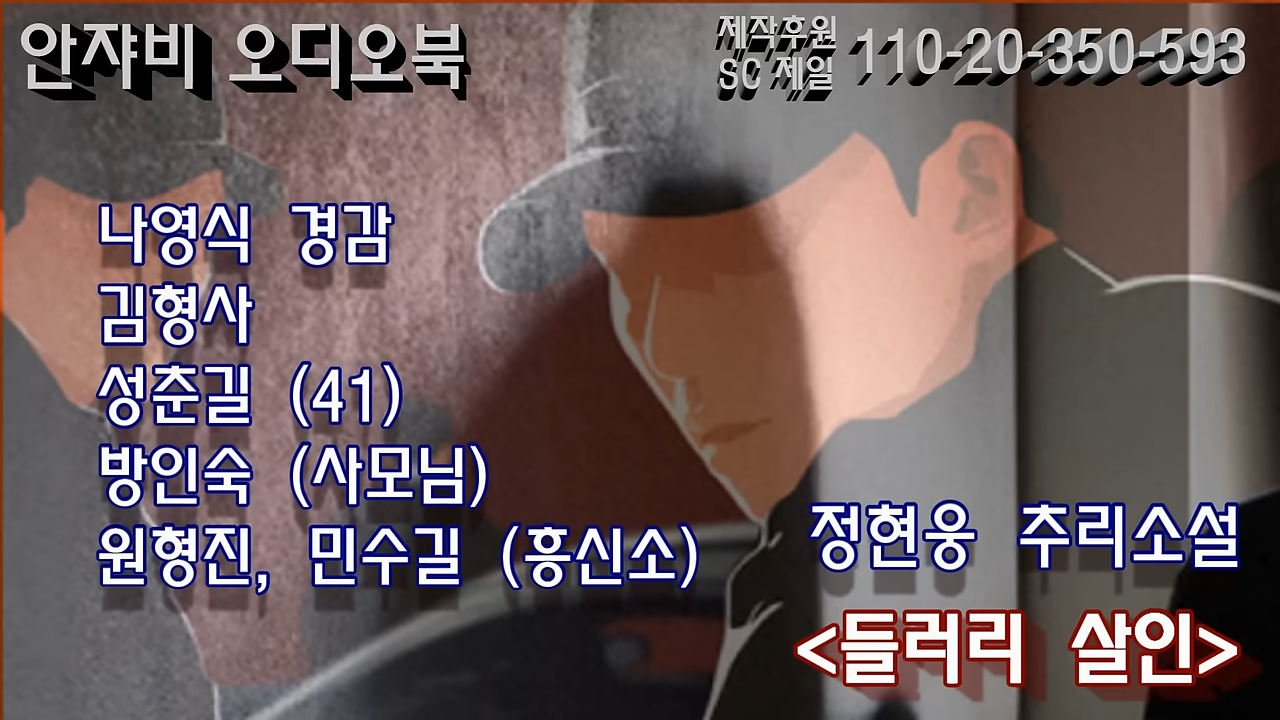 안쟈비 오디오북
제작후원
SC 제일
110-20-350-593
나영식 경감
김형사
성춘길 (41)
방인숙 (사모님)
원형진, 민수길 (흥신소)
정현웅 추리소설
<들러리 살인>